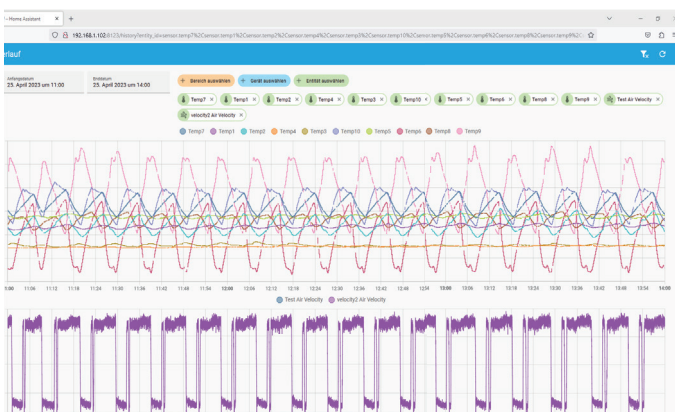 - Home Assistant × +
192.168.1.102:8123/history?entity_id=sensor.temp7%2Csensor.temp1%2Csensor.temp2%2Csensor.temp4%2Csensor.temp3%2Csensor.temp10%2Csensor.temp5%2Csensor.temp6%2Csensor.temp8%2Csensor.temp9%2C
erlauf
Anfangsdatum
25. April 2023 um 11:00
Enddatum
25. April 2023 um 14:00
+ Bereich auswählen + Gerät auswählen + Entität auswählen
Temp7 × Temp1 × Temp2 × Temp4 × Temp3 × Temp10 × Temp5 × Temp6 × Temp8 × Temp9 × Test Air Velocity ×
velocity2 Air Velocity ×
Temp7 Temp1 Temp2 Temp4 Temp3 Temp10 Temp5 Temp6 Temp8 Temp9
1:00 11:06 11:12 11:18 11:24 11:30 11:36 11:42 11:48 11:54 12:00 12:06 12:12 12:18 12:24 12:30 12:36 12:42 12:48 12:54 13:00 13:06 13:12 13:18 13:24 13:30 13:36 13:42 13:48 13:54 14:00
Test Air Velocity velocity2 Air Velocity